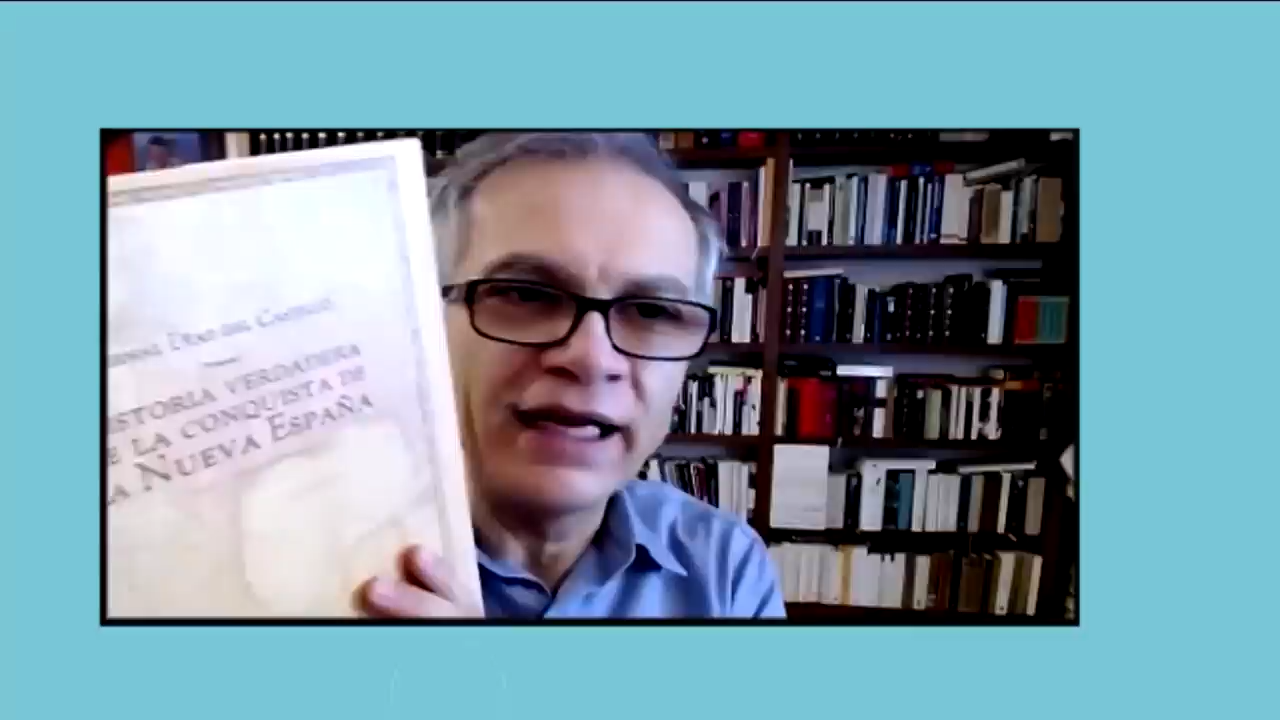 Díaz del Castillo
ISTORIA VERDADERA
E LA CONQUISTA DE
A NUEVA ESPAÑA